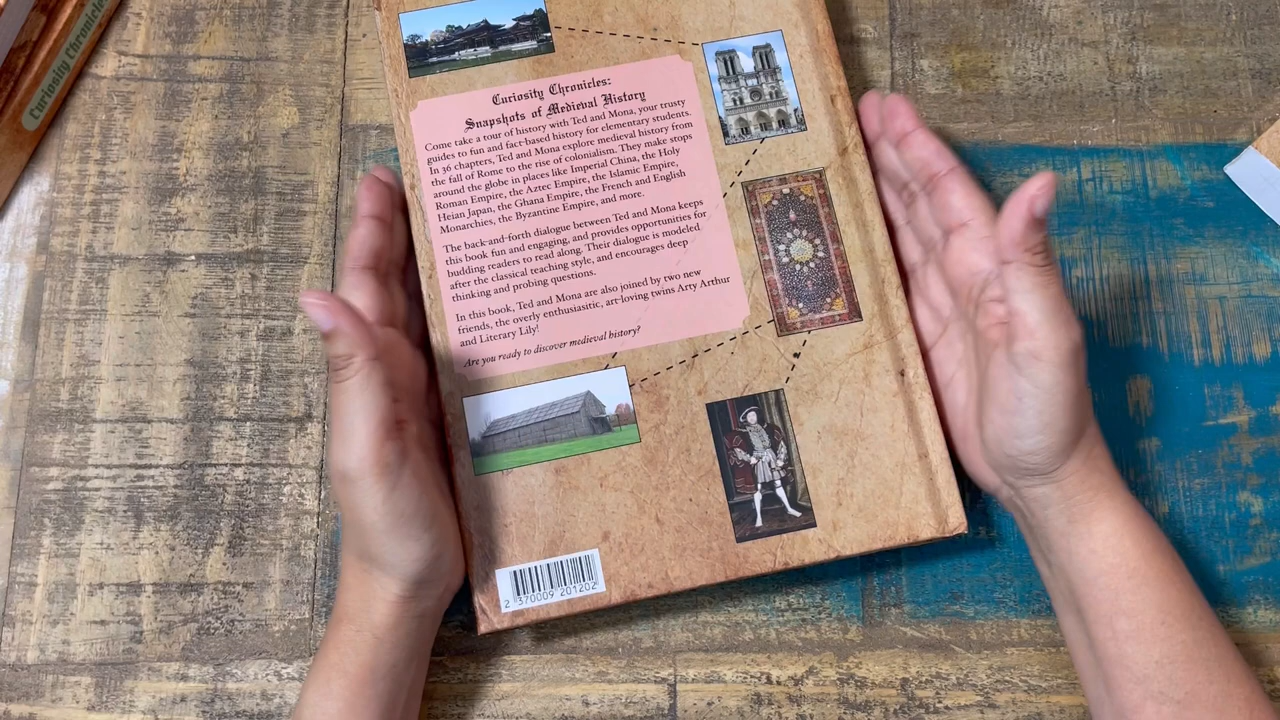 Curiosity Chronicles
Curiosity Chronicles:
Snapshots of Medieval History
Come take a tour of history with Ted and Mona, your trusty
guides to fun and fact-based history for elementary students.
In 36 chapters, Ted and Mona explore medieval history from
the fall of Rome to the rise of colonialism. They make stops
around the globe in places like Imperial China, the Holy
Roman Empire, the Aztec Empire, the Islamic Empire,
Heian Japan, the Ghana Empire, the French and English
Monarchies, the Byzantine Empire, and more.
The back-and-forth dialogue between Ted and Mona keeps
this book fun and engaging, and provides opportunities for
budding readers to read along. Their dialogue is modeled
after the classical teaching style, and encourages deep
thinking and probing questions.
In this book, Ted and Mona are also joined by two new
friends, the overly enthusiasitic, art-loving twins Arty Arthur
and Literary Lily!
Are you ready to discover medieval history?
2 370009 201202